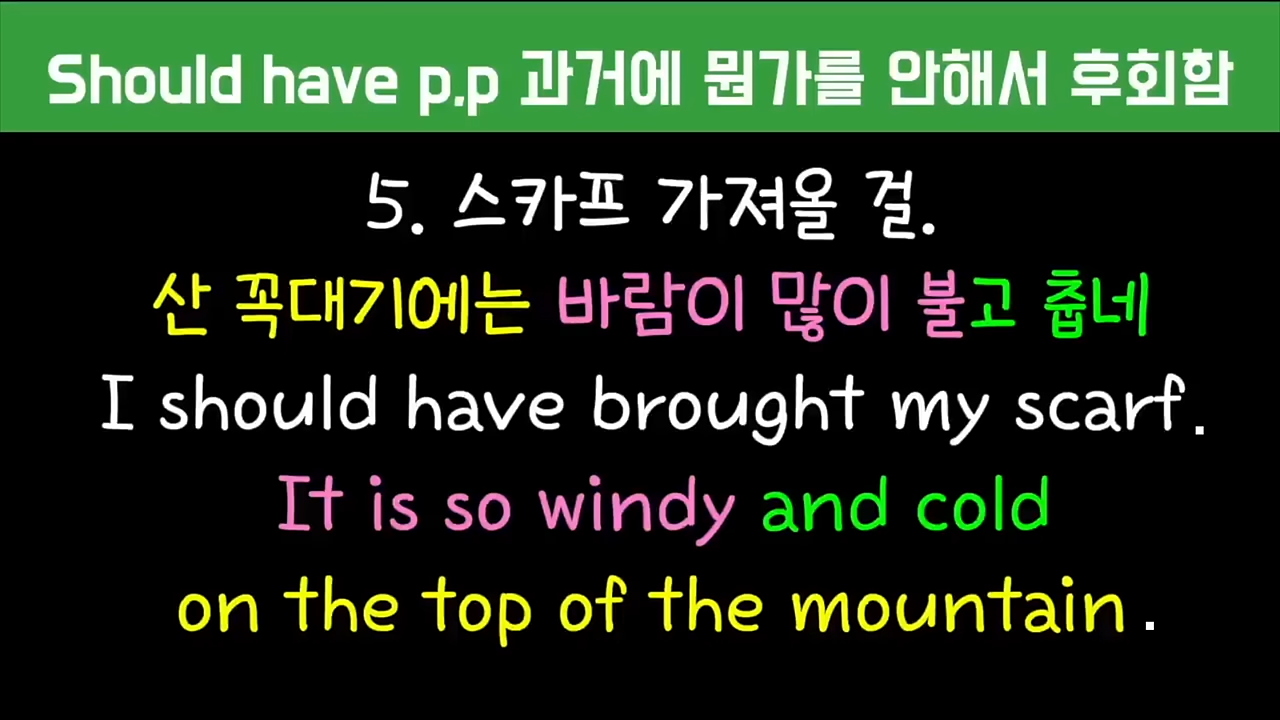 Should have p.p 과거에 뭔가를 안해서 후회함
5. 스카프 가져올 걸.
산 꼭대기에는 바람이 많이 불고 춥네
I should have brought my scarf.
It is so windy and cold
on the top of the mountain.